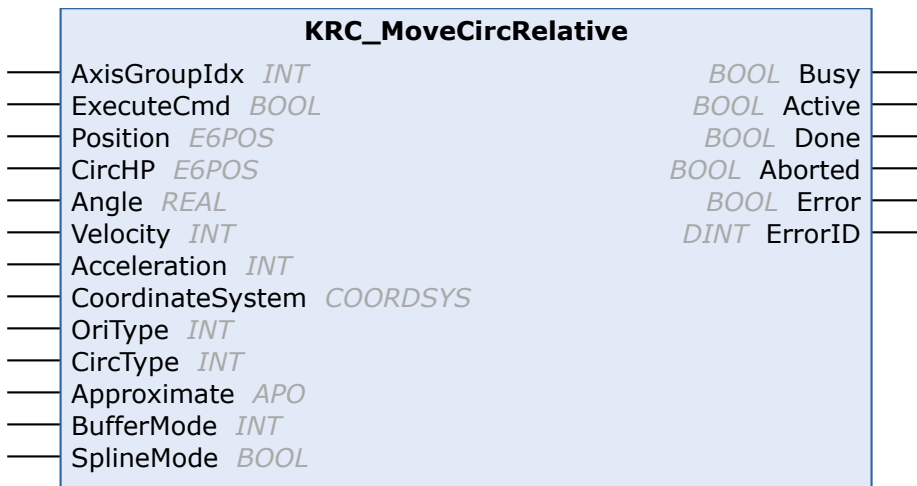 KRC_MoveCircRelative
AxisGroupIdx INT BOOL Busy
ExecuteCmd BOOL BOOL Active
Position E6POS BOOL Done
CircHP E6POS BOOL Aborted
Angle REAL BOOL Error
Velocity INT DINT ErrorID
Acceleration INT
CoordinateSystem COORDSYS
OriType INT
CircType INT
Approximate APO
BufferMode INT
SplineMode BOOL